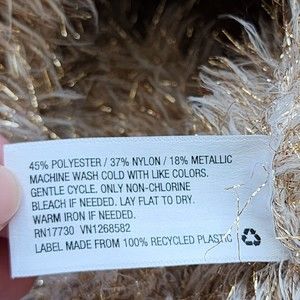 45% POLYESTER / 37% NYLON / 18% METALLIC
MACHINE WASH COLD WITH LIKE COLORS.
GENTLE CYCLE. ONLY NON-CHLORINE
BLEACH IF NEEDED. LAY FLAT TO DRY.
WARM IRON IF NEEDED.
RN17730 VN1268582
LABEL MADE FROM 100% RECYCLED PLASTIC